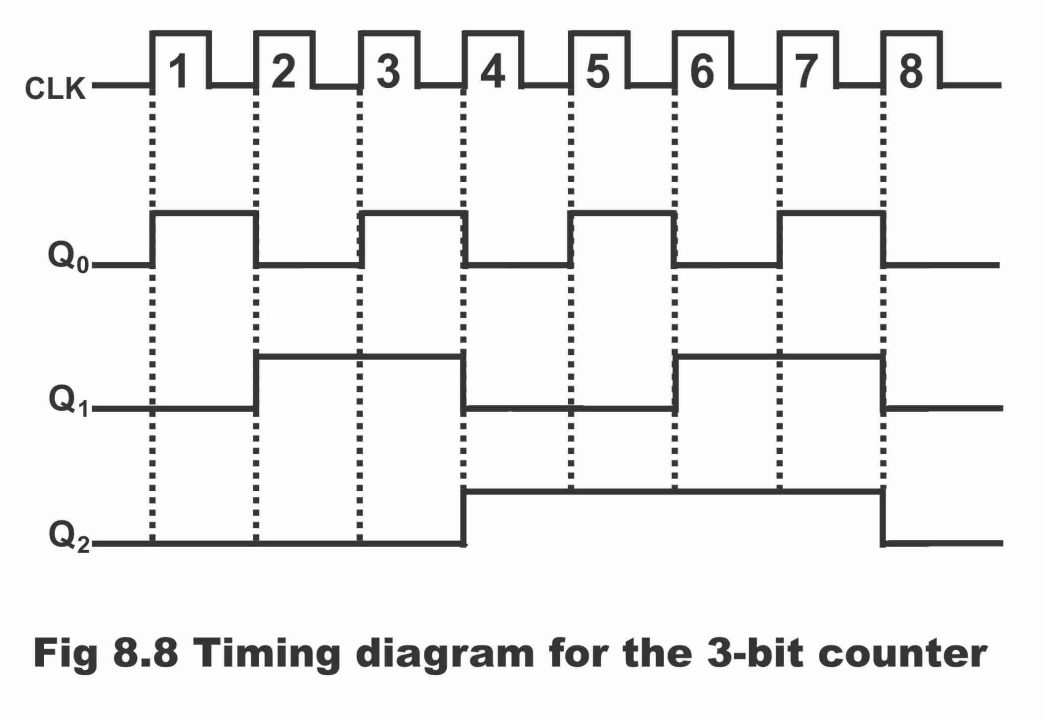 CLK 1 2 3 4 5 6 7 8
Q₀
Q₁
Q₂
Fig 8.8 Timing diagram for the 3-bit counter